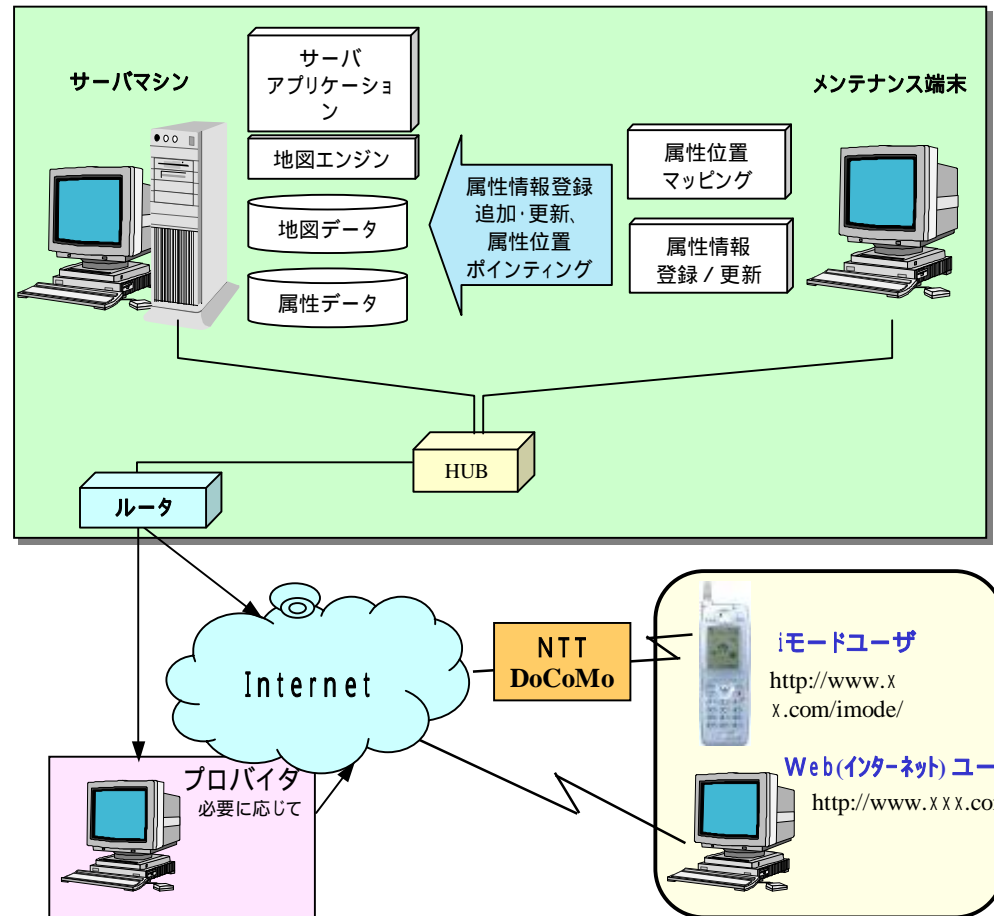 サーバマシン
サーバ
アプリケーショ
ン
地図エンジン
地図データ
属性データ
属性情報登録
追加・更新、
属性位置
ポインティング
属性位置
マッピング
属性情報
登録 / 更新
メンテナンス端末
HUB
ルータ
Internet
NTT
DoCoMo
iモードユーザ
http://www.x
x.com/imode/
Web(インターネット) ユー
http://www.xxx.co
プロバイダ
必要に応じて